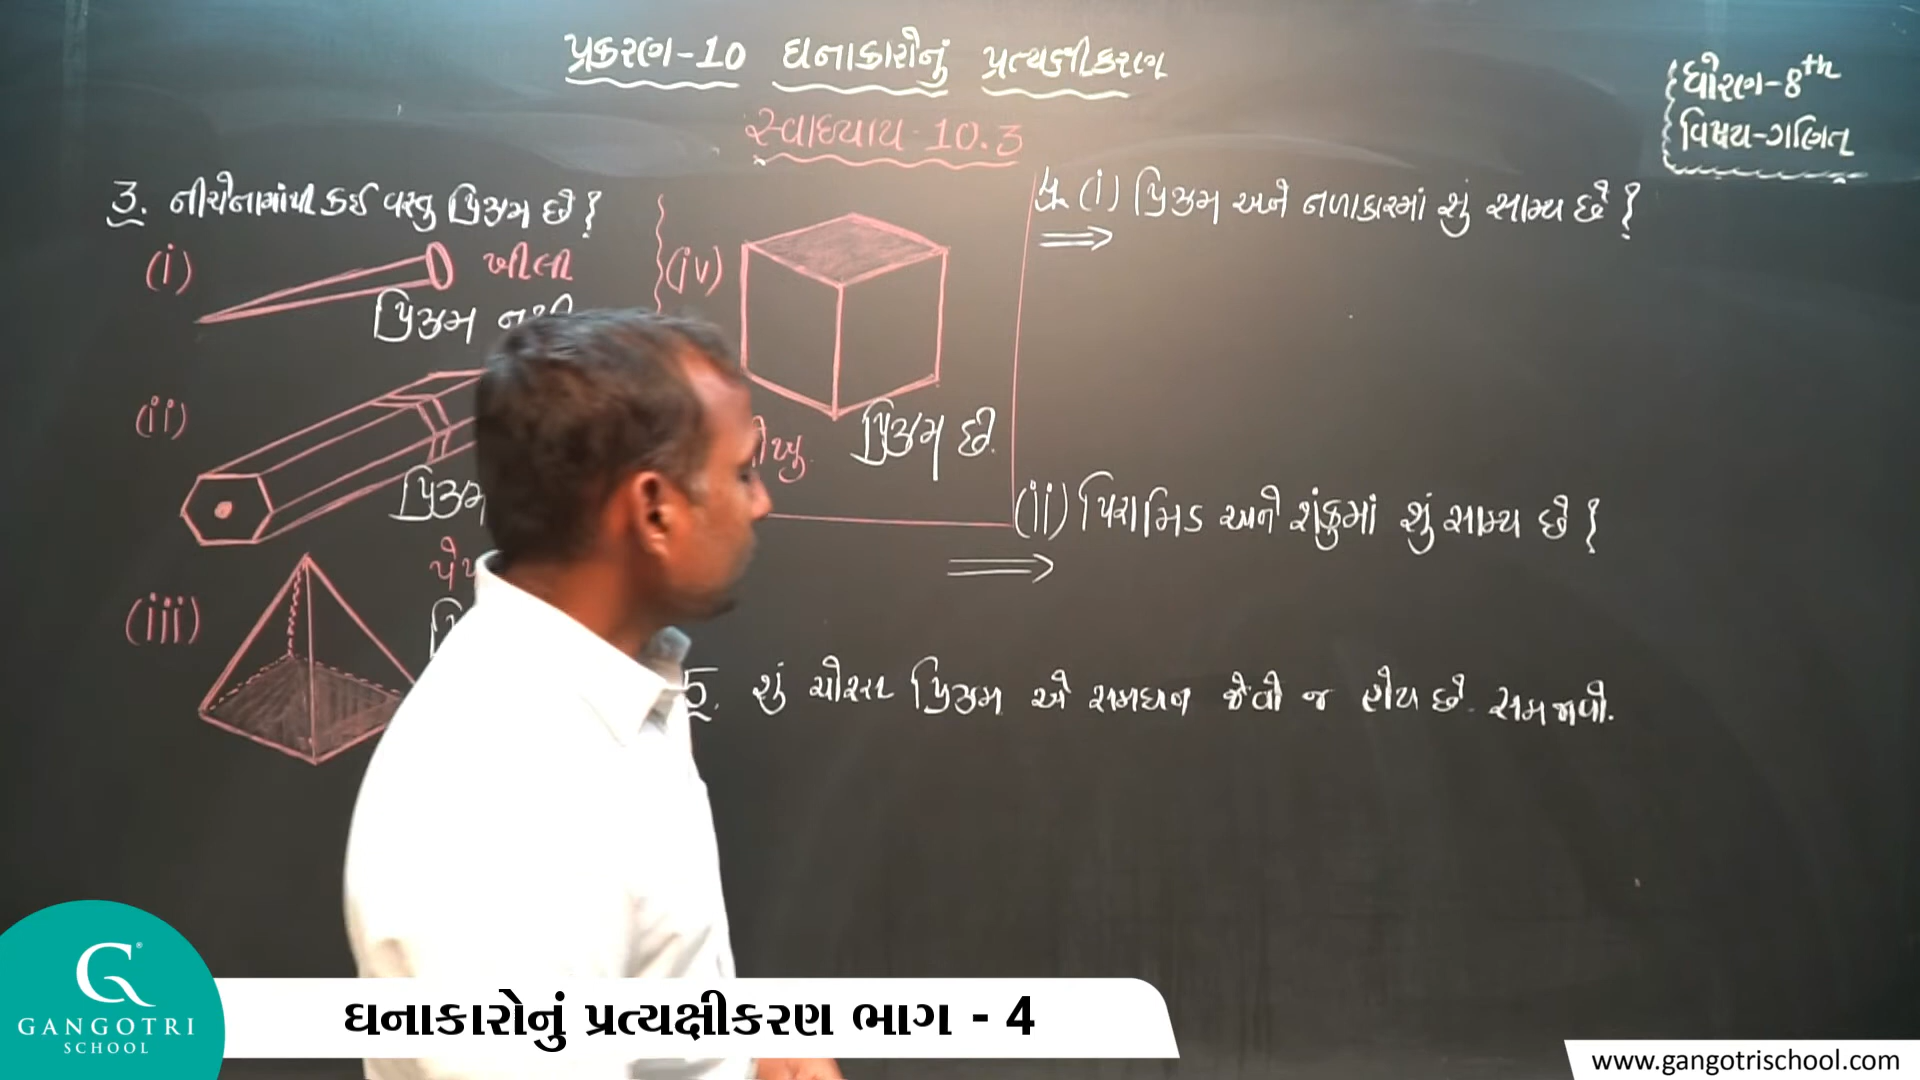 પ્રકરણ-10 ઘનાકારોનું પ્રત્યક્ષીકરણ
ધોરણ-8th
વિષય-ગણિત
સ્વાધ્યાય-10.3
3. નીચેનામાંથી કઈ વસ્તુ પ્રિઝમ છે?
(i) ખીલી
પ્રિઝમ નથી
(ii)
પ્રિઝમ
(iii)
(iv)
પ્રિઝમ છે.
4. (i) પ્રિઝમ અને નળાકારમાં શું સામ્ય છે?
(ii) પિરામિડ અને શંકુમાં શું સામ્ય છે?
5. શું ચોરસ પ્રિઝમ એ સમઘન જેવો જ હોય છે. સમજાવો.
GANGOTRI
SCHOOL
ઘનાકારોનું પ્રત્યક્ષીકરણ ભાગ - 4
www.gangotrischool.com